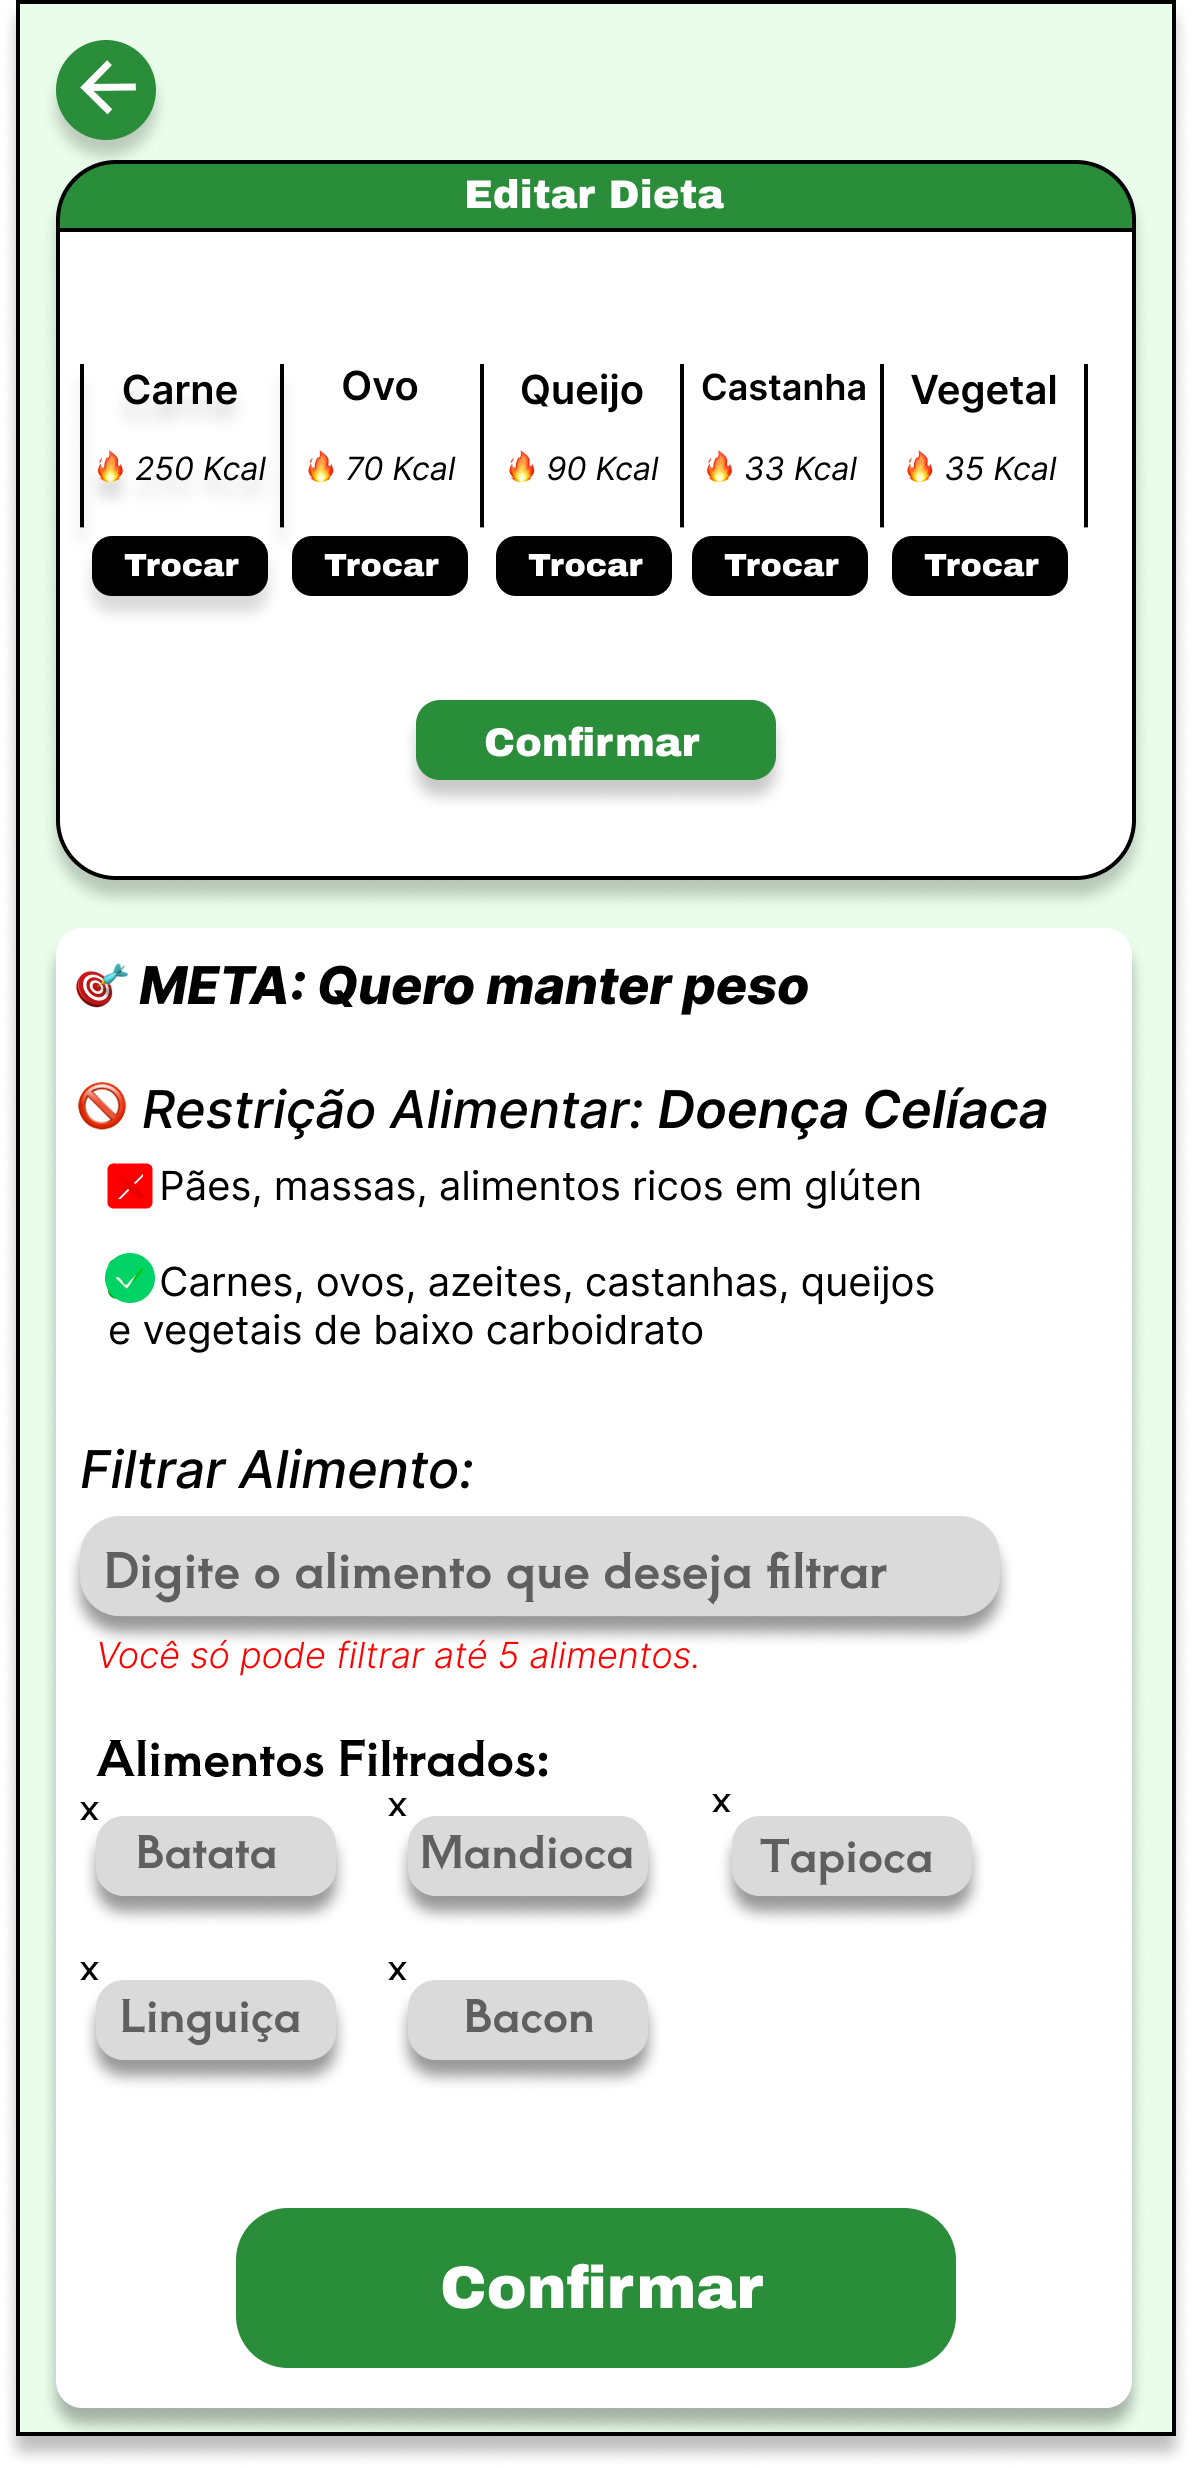 Editar Dieta
Carne Ovo Queijo Castanha Vegetal
🔥 250 Kcal 🔥 70 Kcal 🔥 90 Kcal 🔥 33 Kcal 🔥 35 Kcal
Trocar Trocar Trocar Trocar Trocar
Confirmar
🎯 META: Quero manter peso
🚫 Restrição Alimentar: Doença Celíaca
Pães, massas, alimentos ricos em glúten
Carnes, ovos, azeites, castanhas, queijos
e vegetais de baixo carboidrato
Filtrar Alimento:
Digite o alimento que deseja filtrar
Você só pode filtrar até 5 alimentos.
Alimentos Filtrados:
x x x
Batata Mandioca Tapioca
x x
Linguiça Bacon
Confirmar